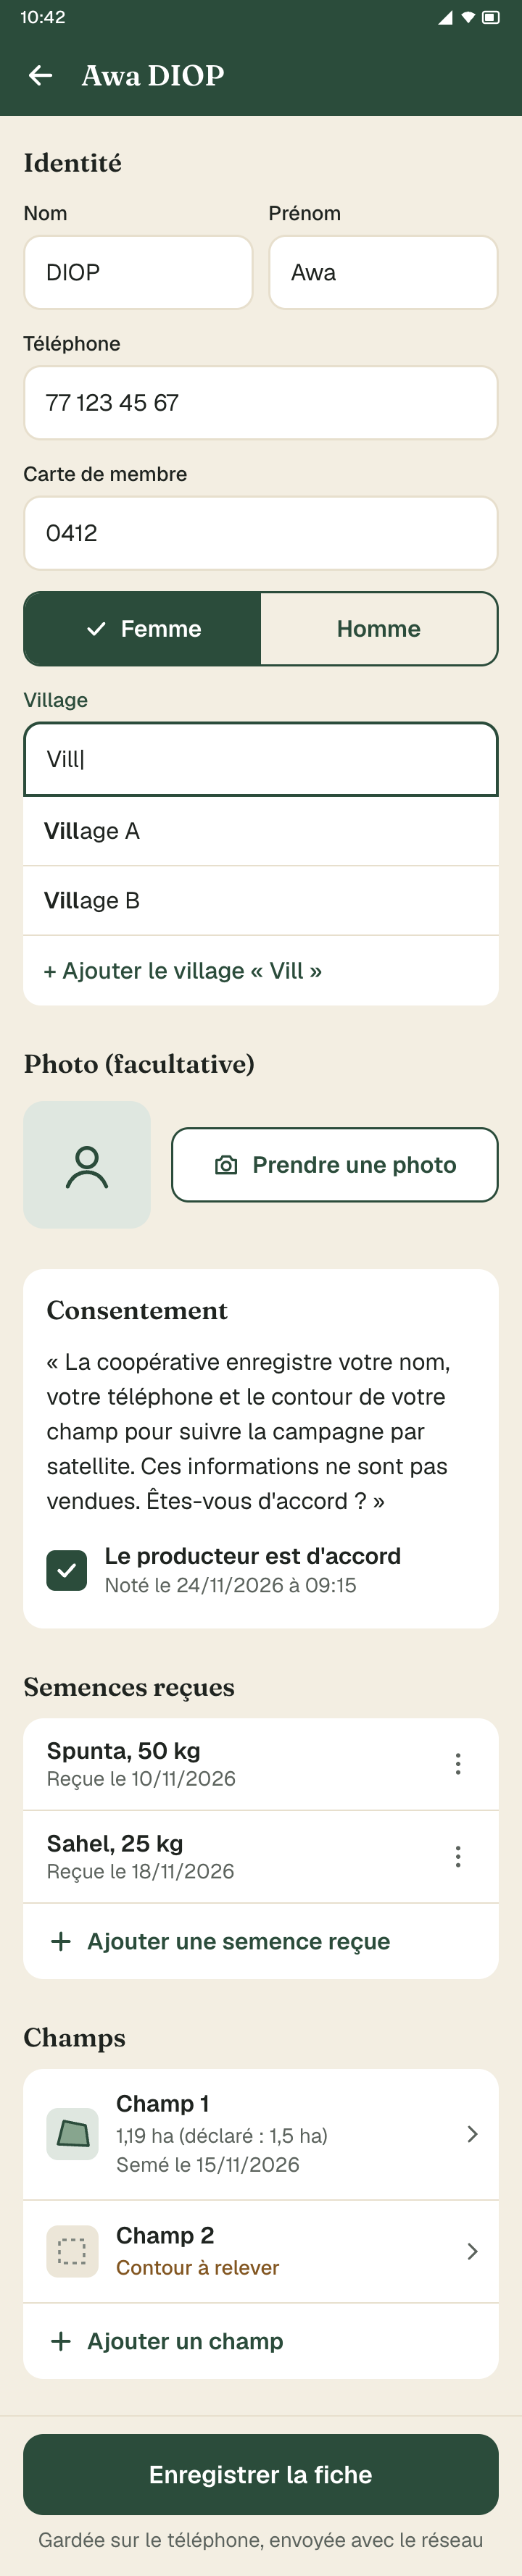 10:42
Awa DIOP
Identité
Nom
Prénom
DIOP
Awa
Téléphone
77 123 45 67
Carte de membre
0412
Femme
Homme
Village
Vill
Village A
Village B
+ Ajouter le village « Vill »
Photo (facultative)
Prendre une photo
Consentement
« La coopérative enregistre votre nom,
votre téléphone et le contour de votre
champ pour suivre la campagne par
satellite. Ces informations ne sont pas
vendues. Êtes-vous d'accord ? »
Le producteur est d'accord
Noté le 24/11/2026 à 09:15
Semences reçues
Spunta, 50 kg
Reçue le 10/11/2026
Sahel, 25 kg
Reçue le 18/11/2026
+ Ajouter une semence reçue
Champs
Champ 1
1,19 ha (déclaré : 1,5 ha)
Semé le 15/11/2026
Champ 2
Contour à relever
+ Ajouter un champ
Enregistrer la fiche
Gardée sur le téléphone, envoyée avec le réseau